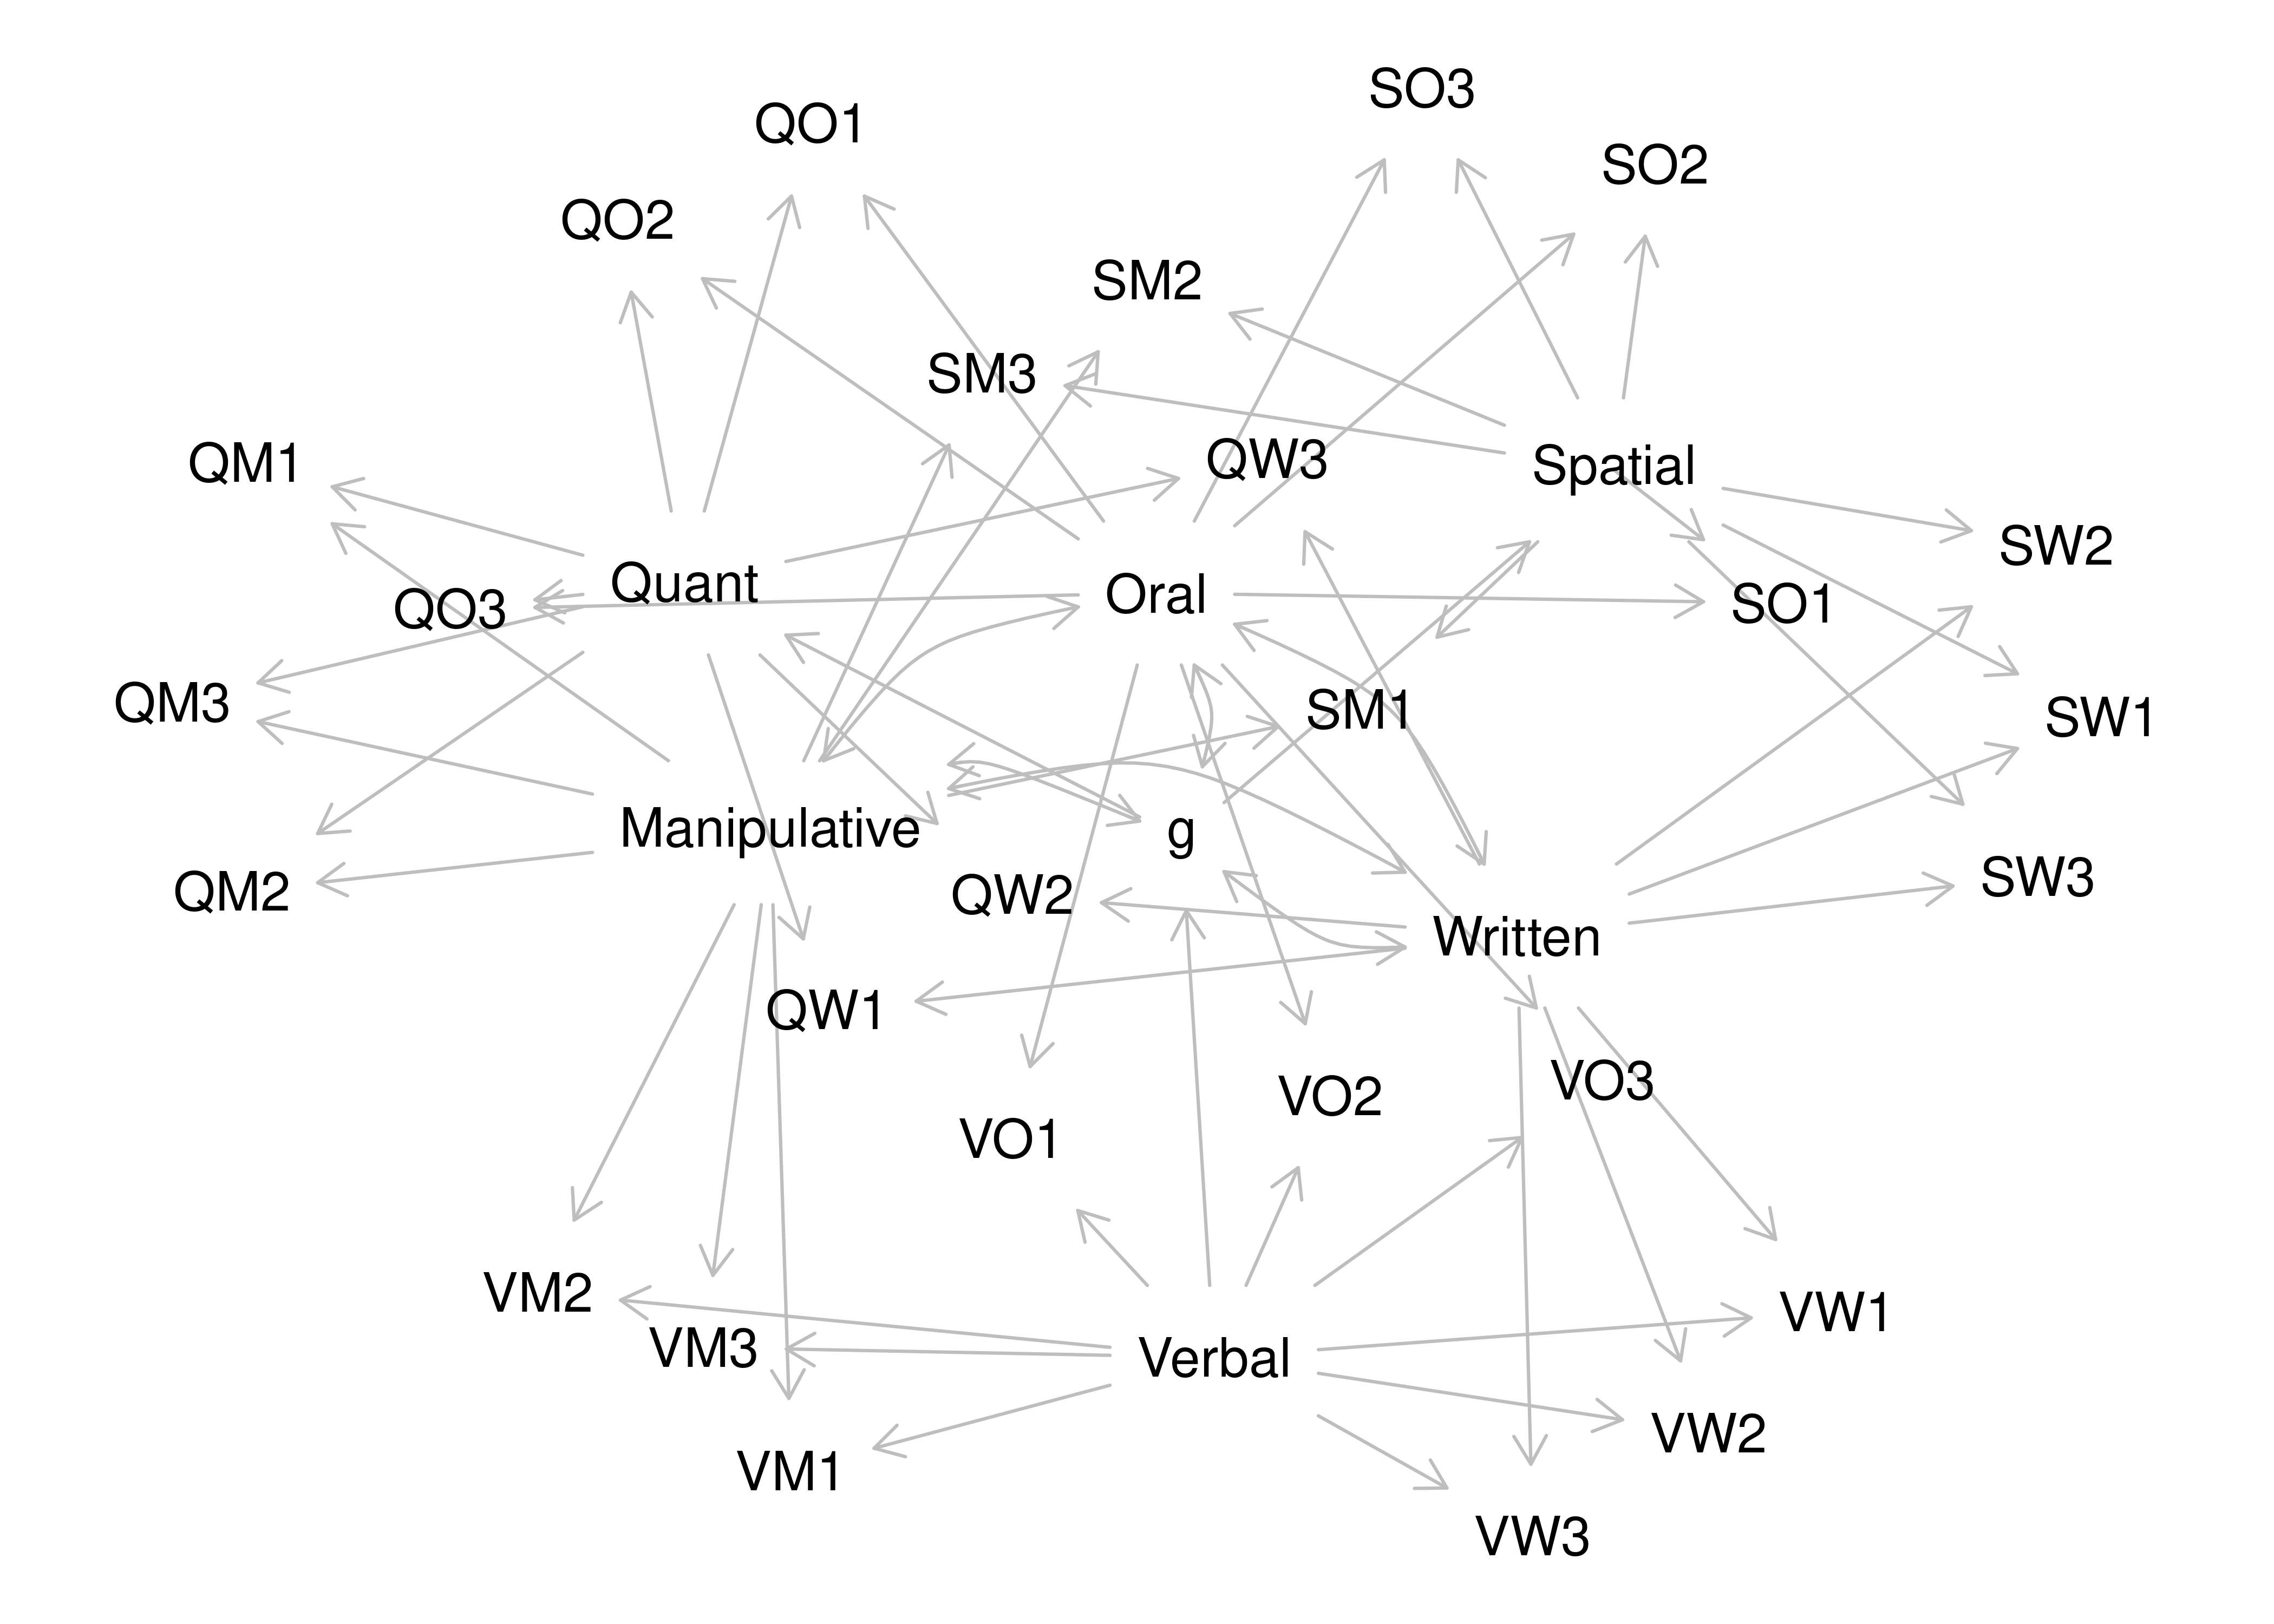 SO3
QO1
SO2
QO2
SM2
SM3
QW3
QM1
Spatial
SW2
Quant
Oral
SO1
QO3
QM3
SM1
SW1
Manipulative
g
SW3
QM2
QW2
Written
QW1
VO3
VO2
VO1
VM2
VW1
VM3
Verbal
VW2
VM1
VW3